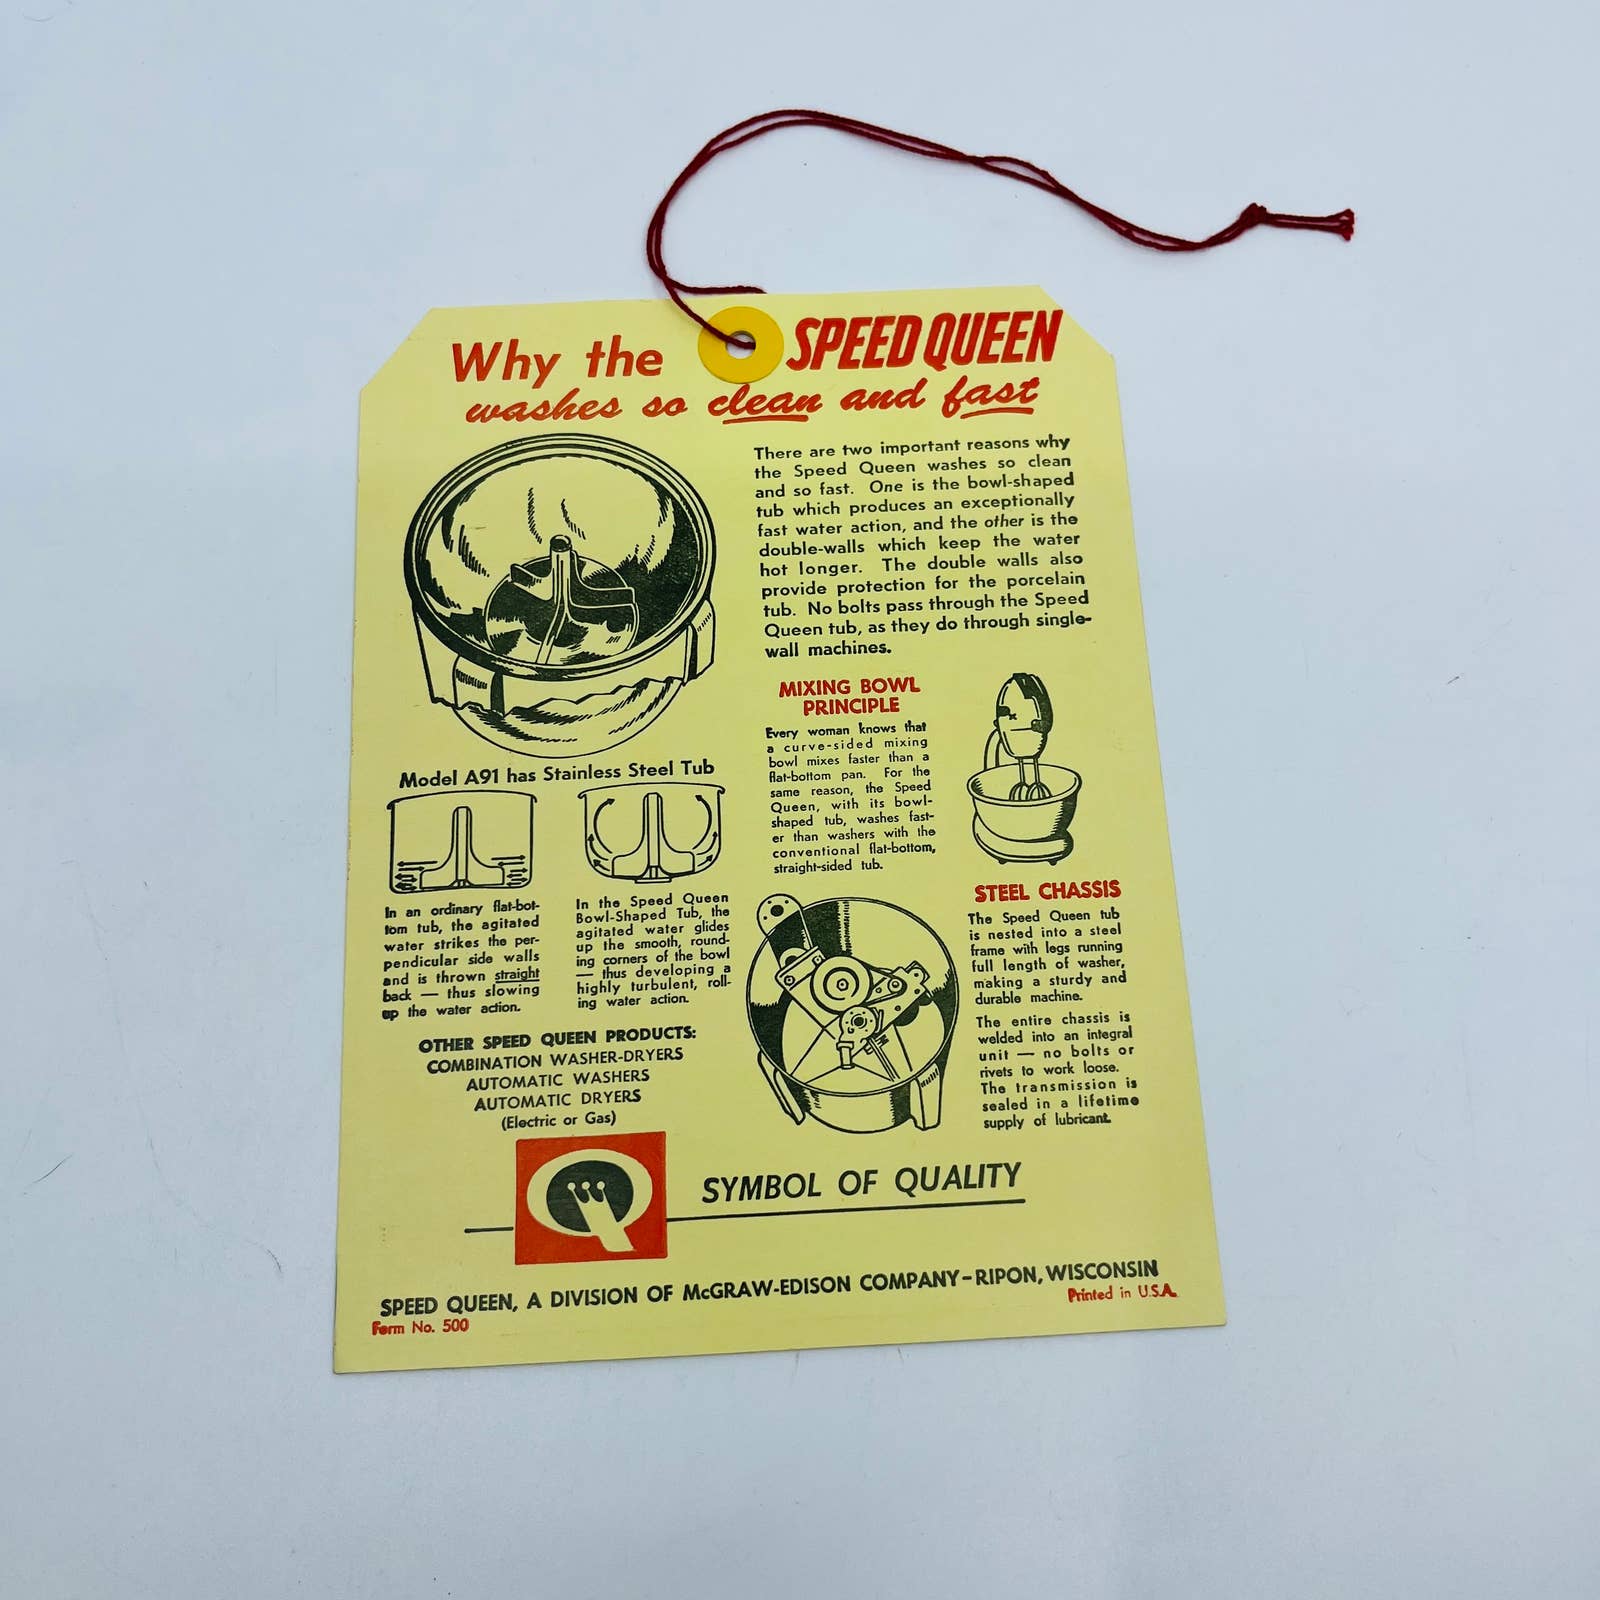 Why the SPEED QUEEN
washes so clean and fast
There are two important reasons why
the Speed Queen washes so clean
and so fast. One is the bowl-shaped
tub which produces an exceptionally
fast water action, and the other is the
double-walls which keep the water
hot longer. The double walls also
provide protection for the porcelain
tub. No bolts pass through the Speed
Queen tub, as they do through single-
wall machines.
Model A91 has Stainless Steel Tub
In an ordinary flat-bot-
tom tub, the agitated
water strikes the per-
pendicular side walls
and is thrown straight
back — thus slowing
up the water action.
In the Speed Queen
Bowl-Shaped Tub, the
agitated water glides
up the smooth, round-
ing corners of the bowl
— thus developing a
highly turbulent, roll-
ing water action.
MIXING BOWL
PRINCIPLE
Every woman knows that
a curve-sided mixing
bowl mixes faster than a
flat-bottom pan. For the
same reason, the Speed
Queen, with its bowl-
shaped tub, washes fast-
er than washers with the
conventional flat-bottom,
straight-sided tub.
STEEL CHASSIS
The Speed Queen tub
is nested into a steel
frame with legs running
full length of washer,
making a sturdy and
durable machine.
The entire chassis is
welded into an integral
unit — no bolts or
rivets to work loose.
The transmission is
sealed in a lifetime
supply of lubricant.
OTHER SPEED QUEEN PRODUCTS:
COMBINATION WASHER-DRYERS
AUTOMATIC WASHERS
AUTOMATIC DRYERS
(Electric or Gas)
SYMBOL OF QUALITY
SPEED QUEEN, A DIVISION OF McGRAW-EDISON COMPANY-RIPON, WISCONSIN
Form No. 500
Printed in U.S.A.